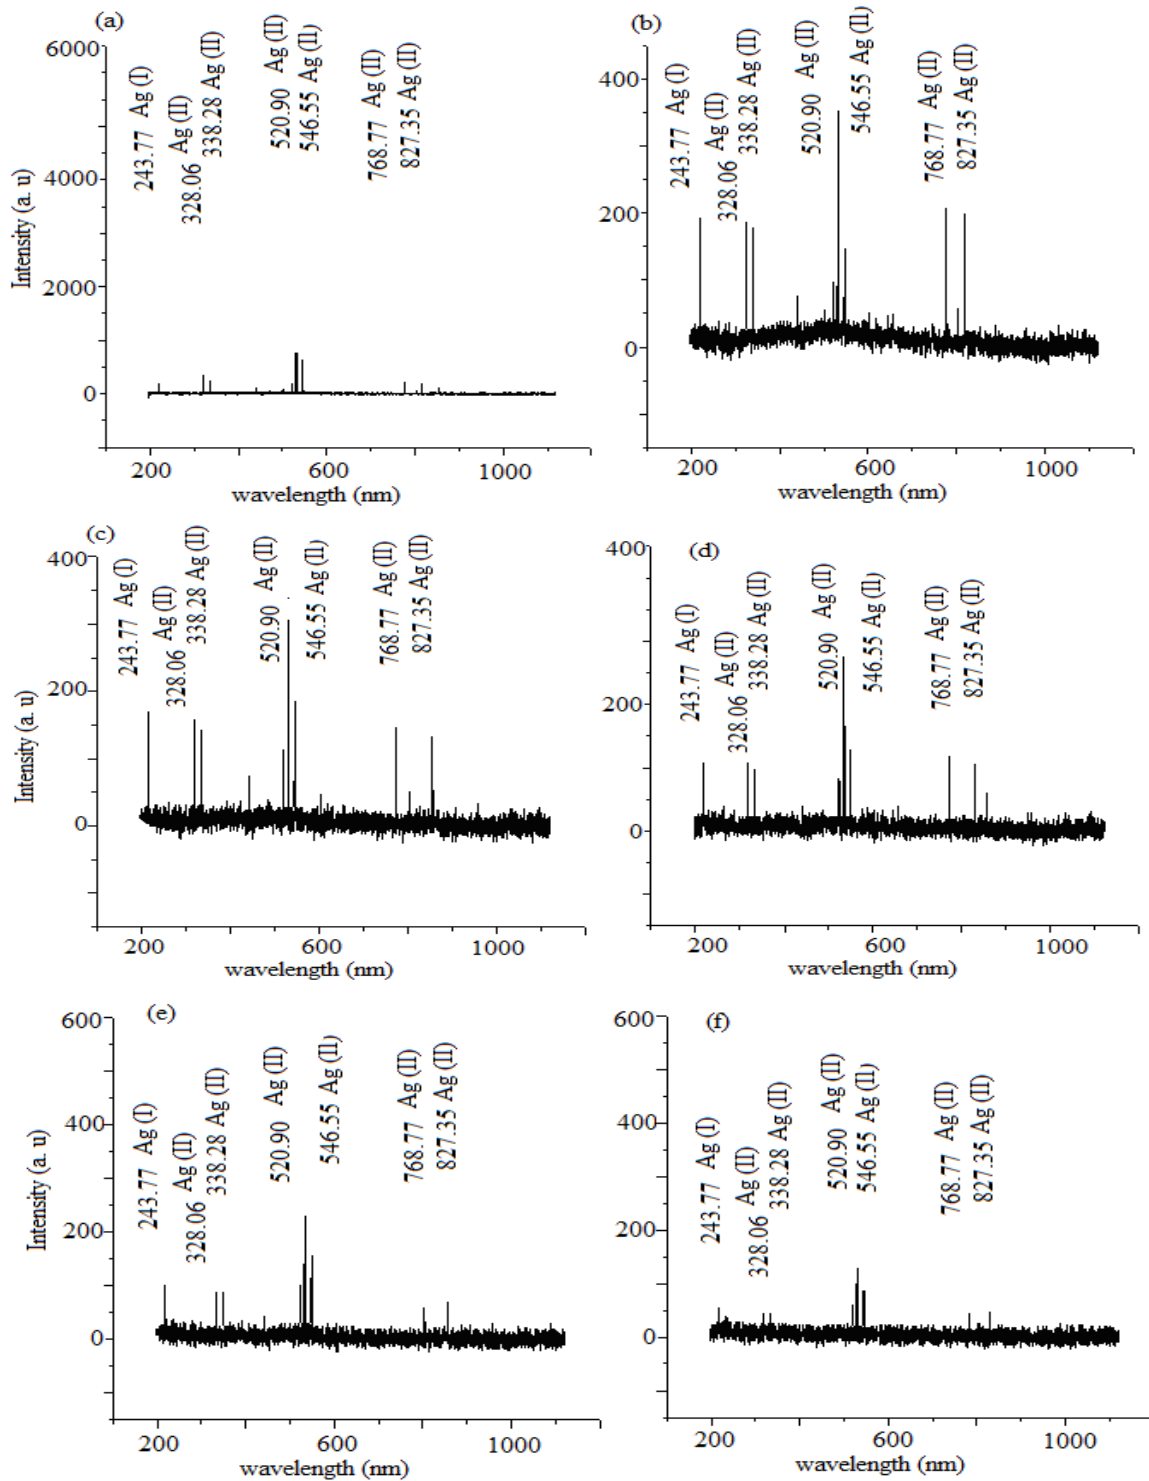 (a)
6000
4000
2000
0
Intensity (a. u)
243.77 Ag (I)
328.06 Ag (II)
338.28 Ag (II)
520.90 Ag (II)
546.55 Ag (II)
768.77 Ag (II)
827.35 Ag (II)
200 600 1000
wavelength (nm)
(b)
400
200
0
243.77 Ag (I)
328.06 Ag (II)
338.28 Ag (II)
520.90 Ag (II)
546.55 Ag (II)
768.77 Ag (II)
827.35 Ag (II)
200 600 1000
wavelength (nm)
(c)
400
200
0
Intensity (a. u)
243.77 Ag (I)
328.06 Ag (II)
338.28 Ag (II)
520.90 Ag (II)
546.55 Ag (II)
768.77 Ag (II)
827.35 Ag (II)
200 600 1000
wavelength (nm)
(d)
400
200
0
243.77 Ag (I)
328.06 Ag (II)
338.28 Ag (II)
520.90 Ag (II)
546.55 Ag (II)
768.77 Ag (II)
827.35 Ag (II)
200 600 1000
wavelength (nm)
(e)
600
400
200
0
Intensity (a. u)
243.77 Ag (I)
328.06 Ag (II)
338.28 Ag (II)
520.90 Ag (II)
546.55 Ag (II)
768.77 Ag (II)
827.35 Ag (II)
200 600 1000
wavelength (nm)
(f)
600
400
200
0
243.77 Ag (I)
328.06 Ag (II)
338.28 Ag (II)
520.90 Ag (II)
546.55 Ag (II)
768.77 Ag (II)
827.35 Ag (II)
200 600 1000
wavelength (nm)